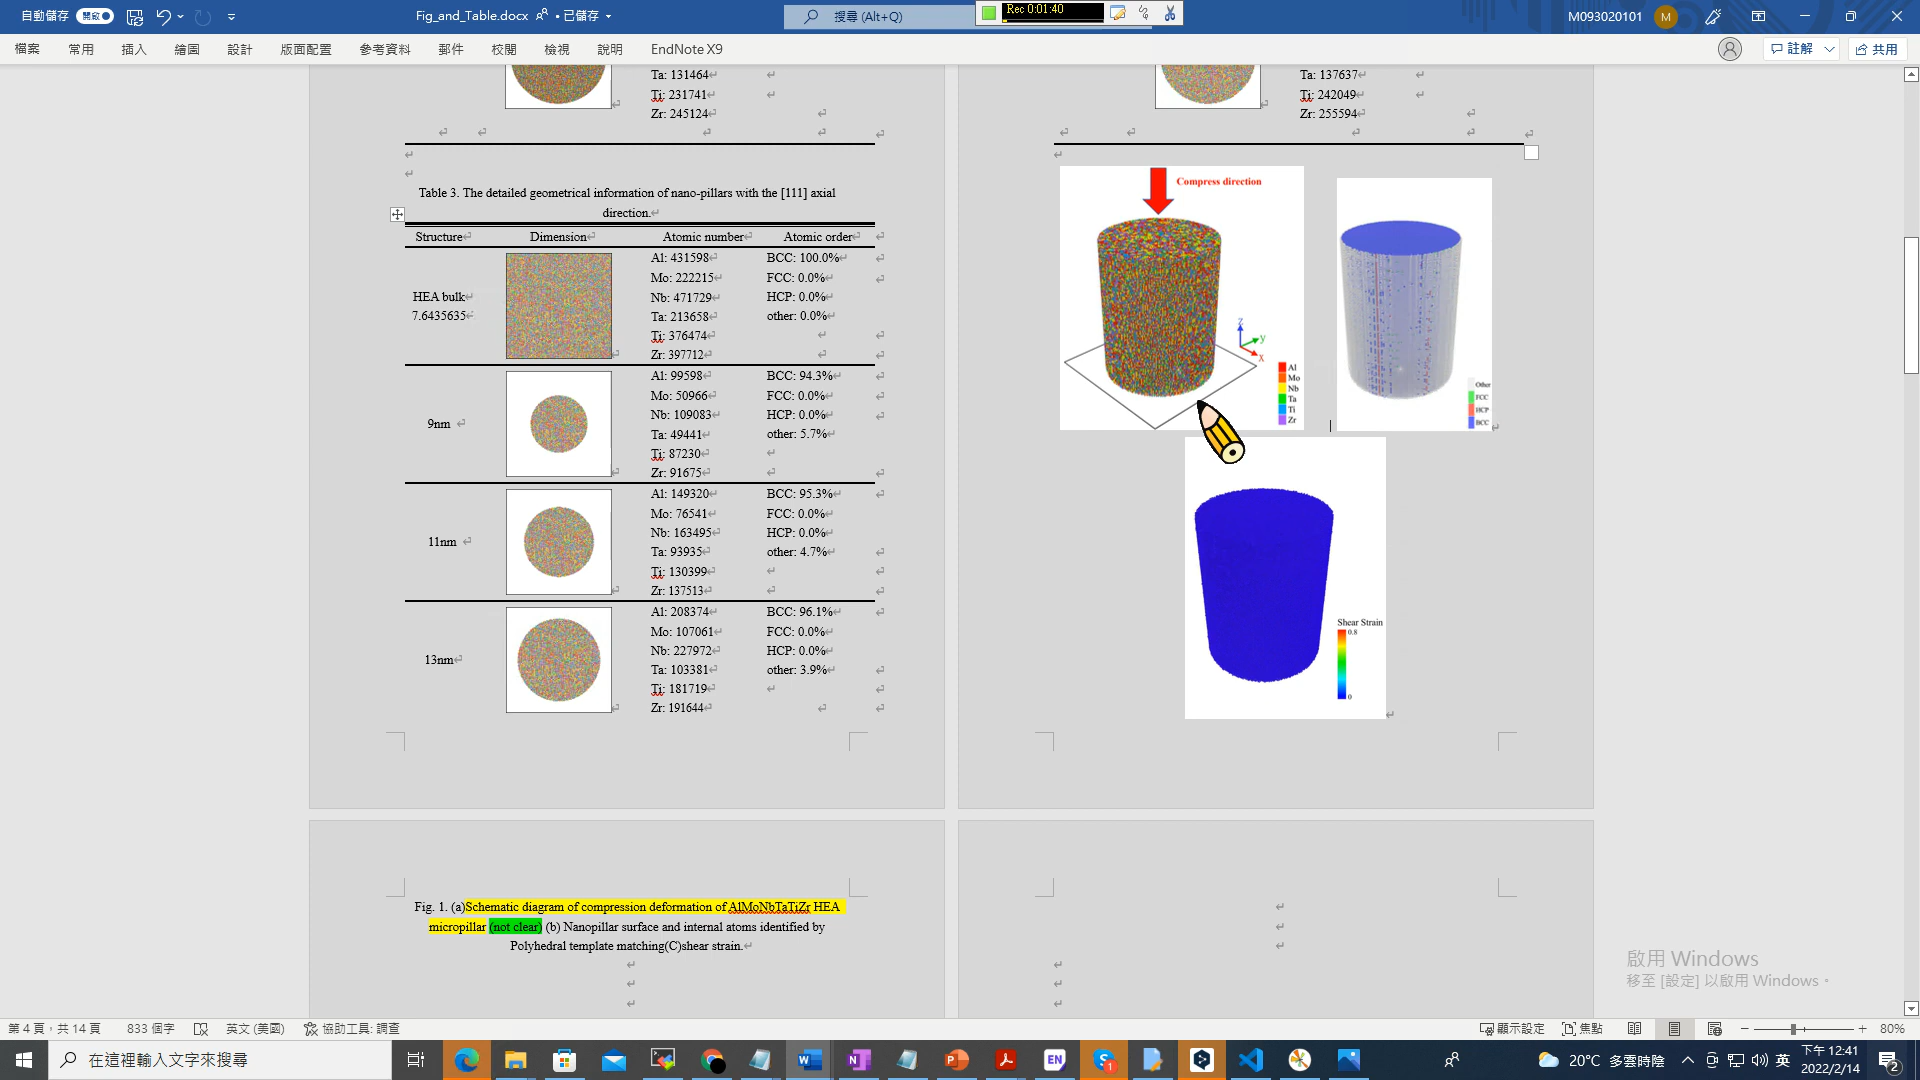 自動儲存 開啟 Fig_and_Table.docx • 已儲存 搜尋 (Alt+Q) Rec 0:01:40 M093020101 M
檔案 常用 插入 繪圖 設計 版面配置 參考資料 郵件 校閱 檢視 說明 EndNote X9 註解 共用
Ta: 131464
Ti: 231741
Zr: 245124
Table 3. The detailed geometrical information of nano-pillars with the [111] axial
direction.
Structure Dimension Atomic number Atomic order
HEA bulk
7.6435635
Al: 431598 BCC: 100.0%
Mo: 222215 FCC: 0.0%
Nb: 471729 HCP: 0.0%
Ta: 213658 other: 0.0%
Ti: 376474
Zr: 397712
9nm
Al: 99598 BCC: 94.3%
Mo: 50966 FCC: 0.0%
Nb: 109083 HCP: 0.0%
Ta: 49441 other: 5.7%
Ti: 87230
Zr: 91675
11nm
Al: 149320 BCC: 95.3%
Mo: 76541 FCC: 0.0%
Nb: 163495 HCP: 0.0%
Ta: 93935 other: 4.7%
Ti: 130399
Zr: 137513
13nm
Al: 208374 BCC: 96.1%
Mo: 107061 FCC: 0.0%
Nb: 227972 HCP: 0.0%
Ta: 103381 other: 3.9%
Ti: 181719
Zr: 191644
Ta: 137637
Ti: 242049
Zr: 255594
Compress direction
z
y
x
Al
Mo
Nb
Ta
Ti
Zr
Other
FCC
HCP
BCC
Shear Strain
0.8
0
Fig. 1. (a)Schematic diagram of compression deformation of AlMoNbTaTiZr HEA
micropillar (not clear) (b) Nanopillar surface and internal atoms identified by
Polyhedral template matching(C)shear strain.
啟用 Windows
移至 [設定] 以啟用 Windows。
第 4 頁，共 14 頁 833 個字 英文 (美國) 協助工具: 調查 顯示設定 焦點 80%
在這裡輸入文字來搜尋 EN 1 20°C 多雲時陰 英 下午 12:41
2022/2/14 2